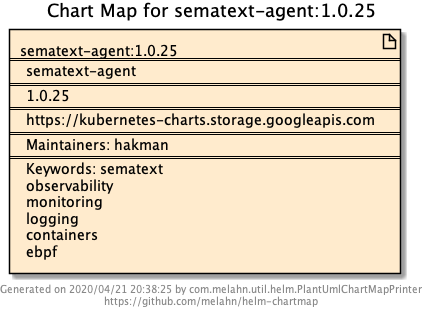 Chart Map for sematext-agent:1.0.25
sematext-agent:1.0.25
sematext-agent
1.0.25
https://kubernetes-charts.storage.googleapis.com
Maintainers: hakman
Keywords: sematext
observability
monitoring
logging
containers
ebpf
Generated on 2020/04/21 20:38:25 by com.melahn.util.helm.PlantUmlChartMapPrinter
https://github.com/melahn/helm-chartmap